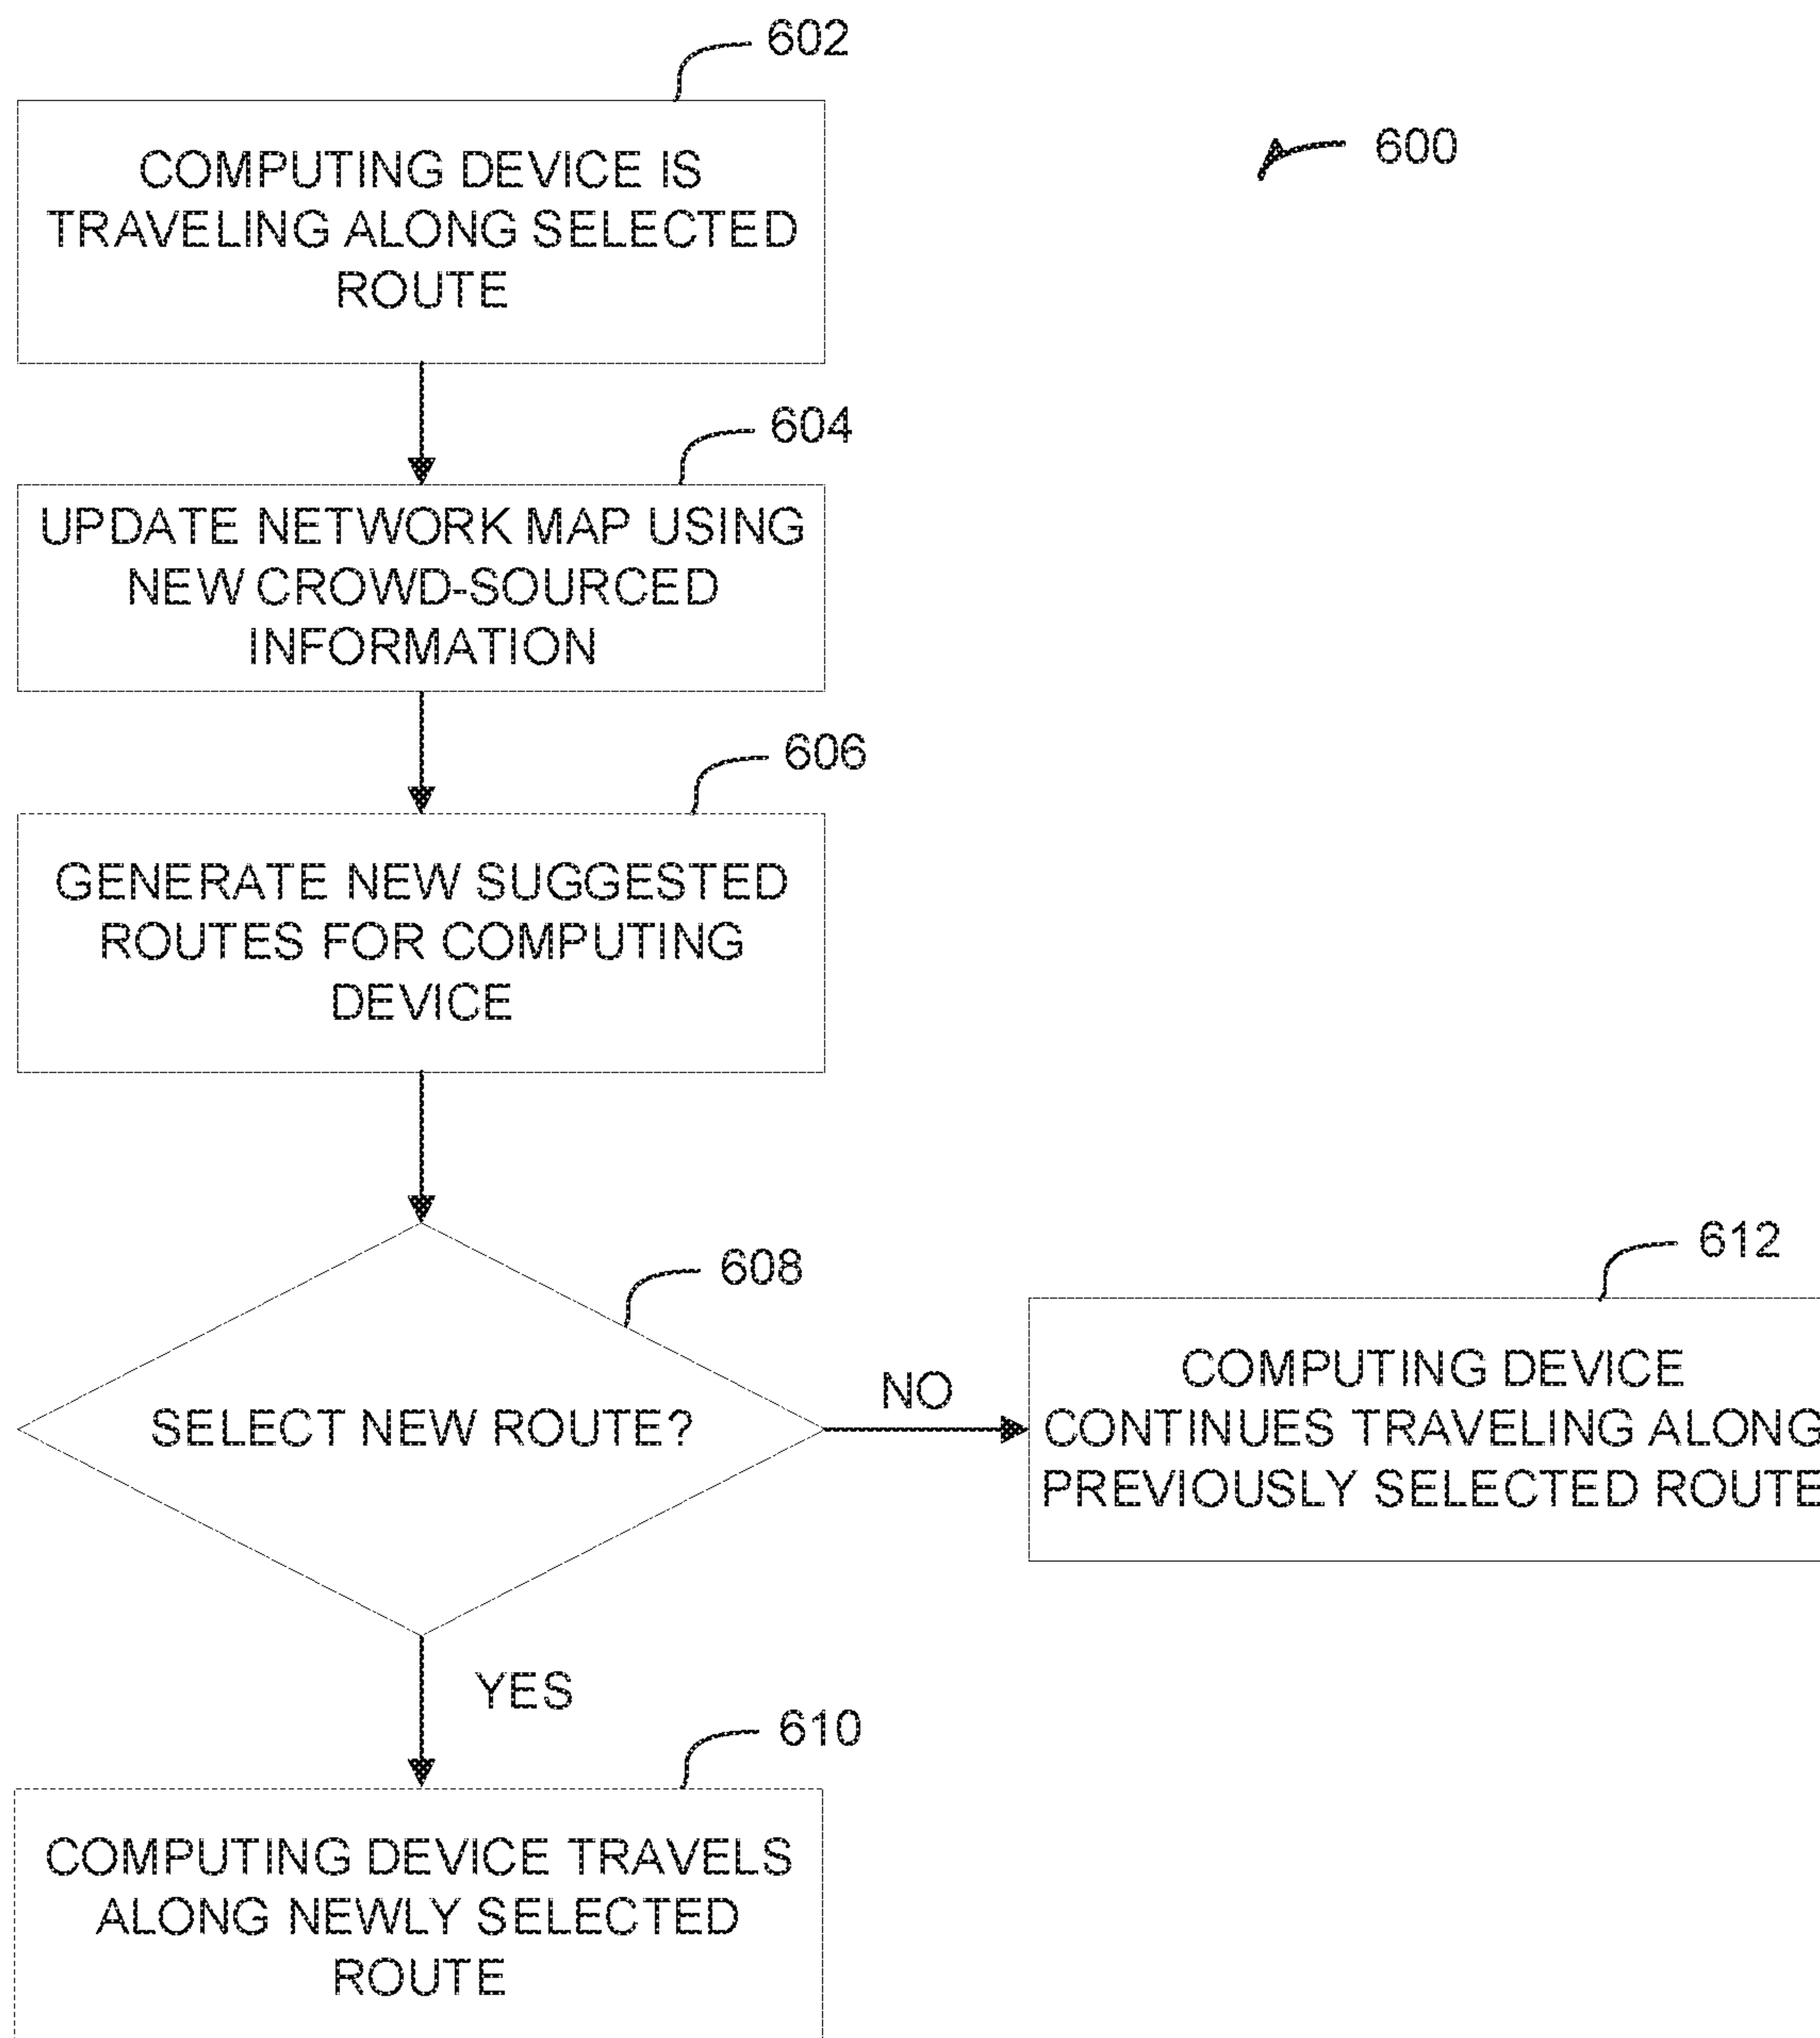 602
600
COMPUTING DEVICE IS
TRAVELING ALONG SELECTED
ROUTE
604
UPDATE NETWORK MAP USING
NEW CROWD-SOURCED
INFORMATION
606
GENERATE NEW SUGGESTED
ROUTES FOR COMPUTING
DEVICE
608
SELECT NEW ROUTE?
NO
612
COMPUTING DEVICE
CONTINUES TRAVELING ALONG
PREVIOUSLY SELECTED ROUTE
YES
610
COMPUTING DEVICE TRAVELS
ALONG NEWLY SELECTED
ROUTE